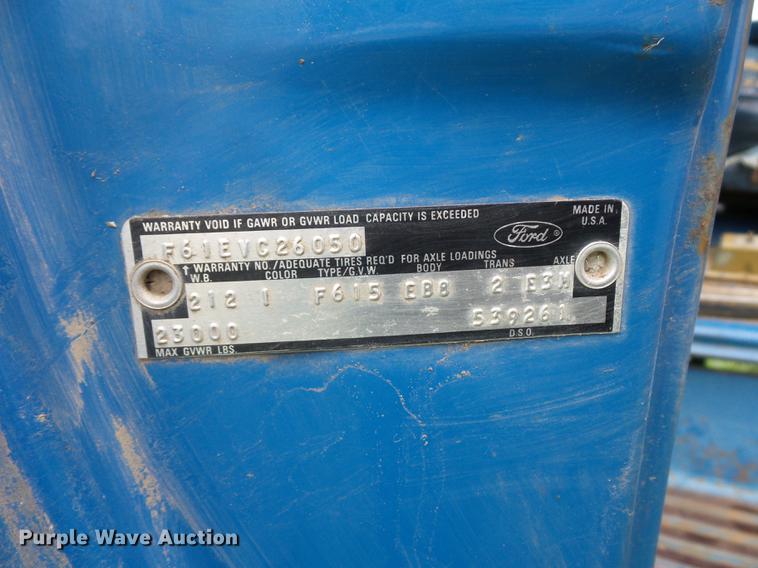 WARRANTY VOID IF GAWR OR GVWR LOAD CAPACITY IS EXCEEDED
Ford ®
MADE IN
U.S.A.
F61EVC26050
↑ WARRANTY NO./ADEQUATE TIRES REQ'D FOR AXLE LOADINGS
W.B. COLOR TYPE/G.V.W. BODY TRANS AXLE
212 1 F615 EB8 2 E3M
23000 539261
MAX GVWR LBS. D.S.O.
Purple Wave Auction